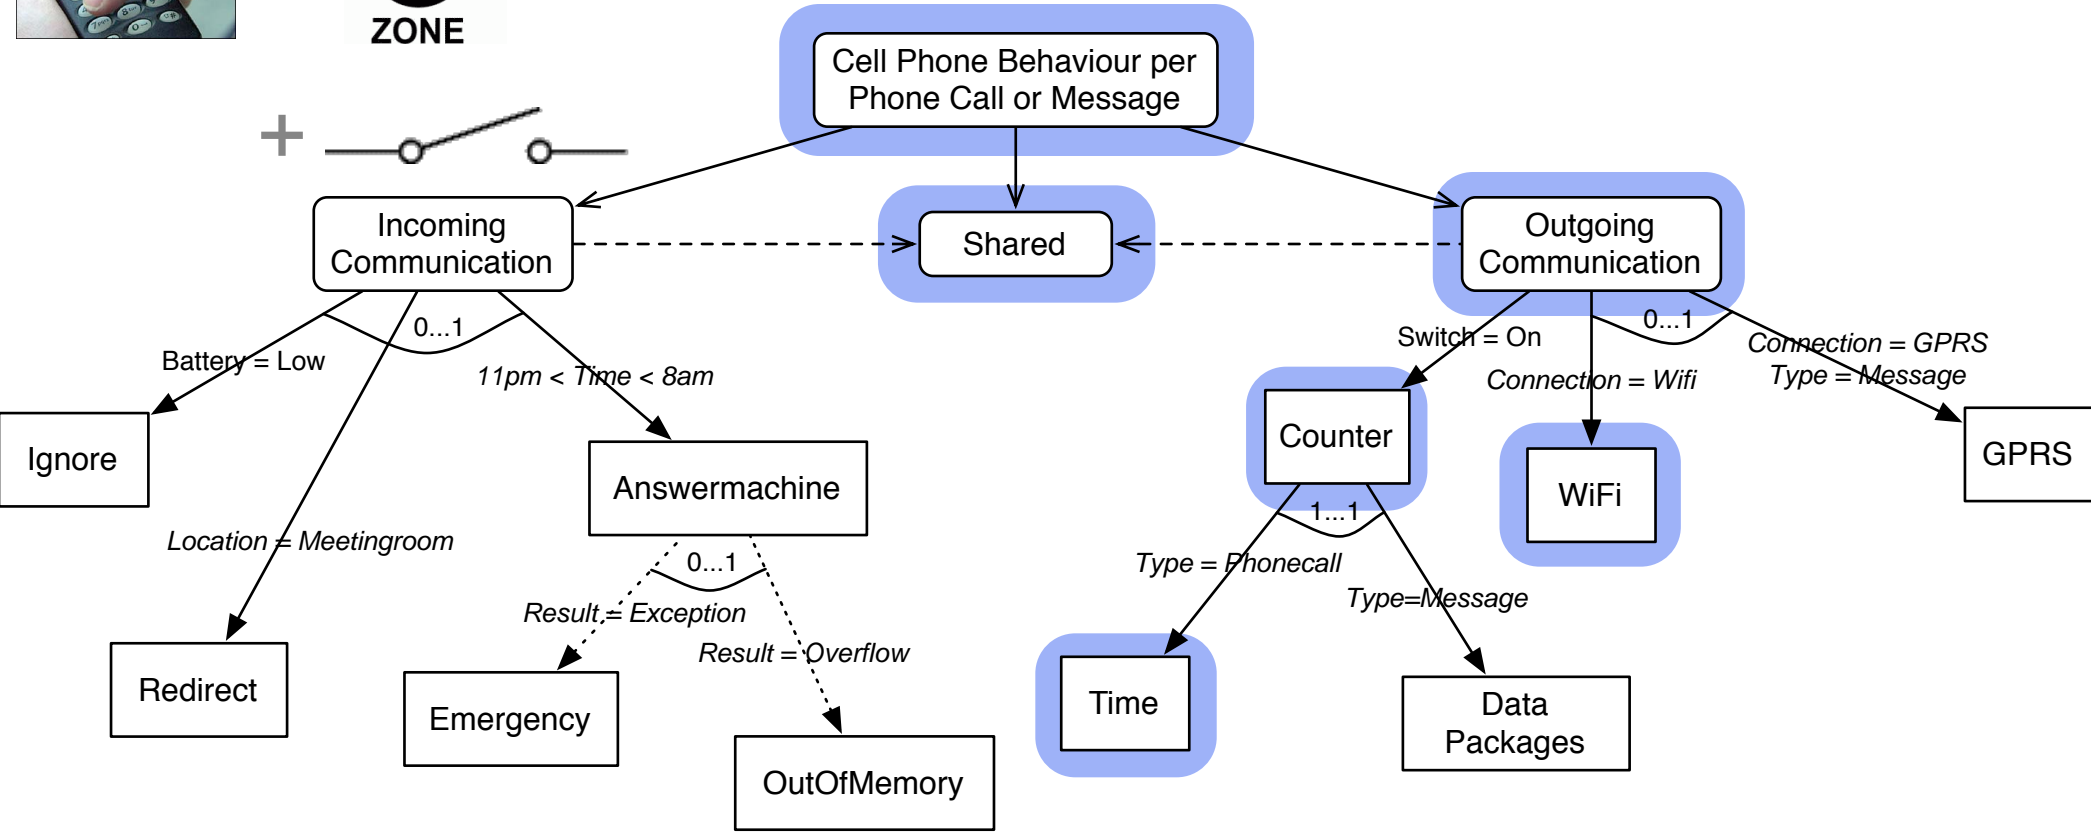 ZONE
Cell Phone Behaviour per
Phone Call or Message
Incoming
Communication
Shared
Outgoing
Communication
0...1
0...1
Battery = Low
11pm < Time < 8am
Switch = On
Connection = Wifi
Connection = GPRS
Type = Message
Ignore
Answermachine
Counter
WiFi
GPRS
Location = Meetingroom
0...1
1...1
Result = Exception
Result = Overflow
Type = Phonecall
Type=Message
Redirect
Emergency
OutOfMemory
Time
Data
Packages